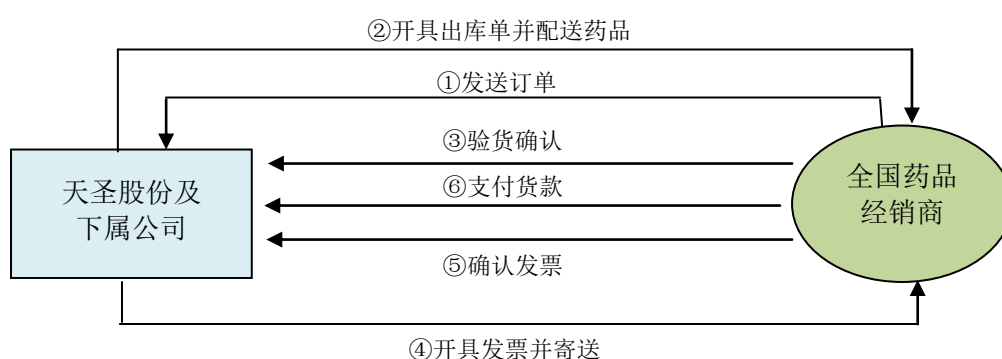 ②开具出库单并配送药品
①发送订单
③验货确认
天圣股份及
下属公司
⑥支付货款
全国药品
经销商
⑤确认发票
④开具发票并寄送